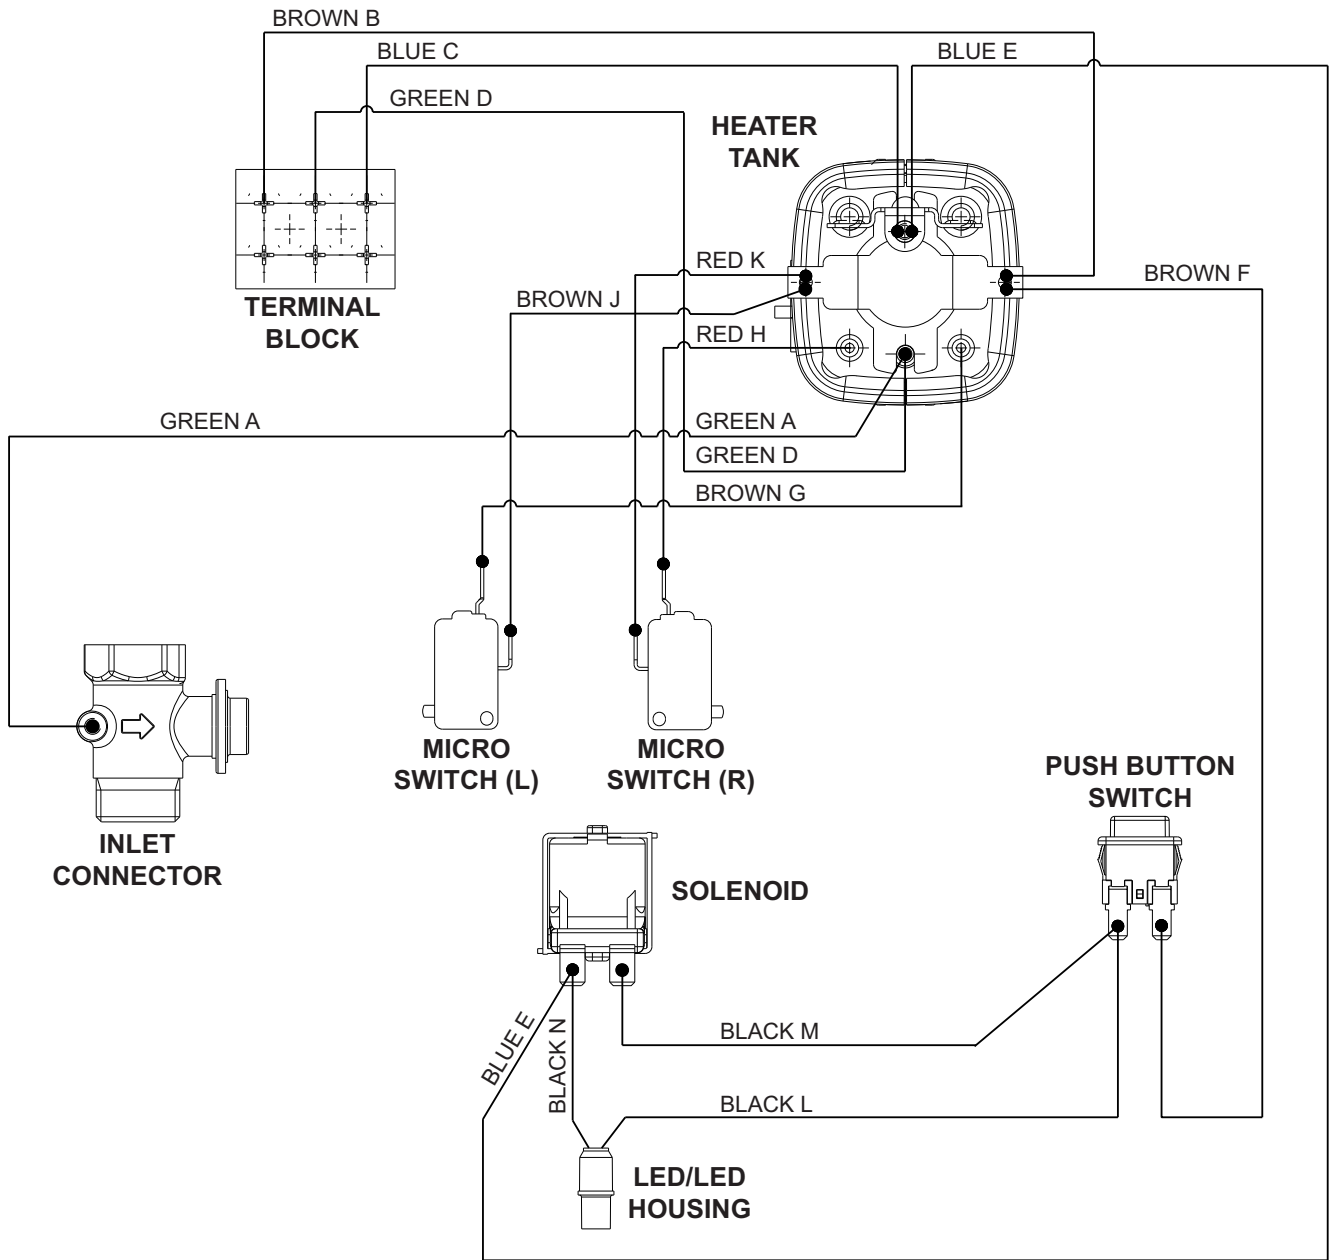 BROWN B
BLUE C
BLUE E
GREEN D
HEATER
TANK
RED K
BROWN F
BROWN J
TERMINAL
BLOCK
RED H
GREEN A
GREEN A
GREEN D
BROWN G
MICRO
SWITCH (L)
MICRO
SWITCH (R)
PUSH BUTTON
SWITCH
INLET
CONNECTOR
SOLENOID
BLUE E
BLACK N
BLACK M
BLACK L
LED/LED
HOUSING